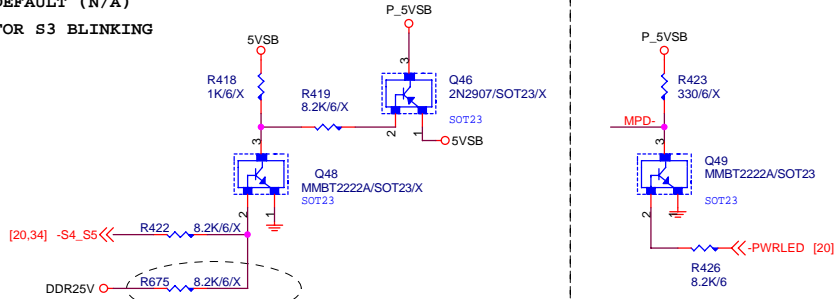 DEFAULT (N/A)
FOR S3 BLINKING
5VSB
R418
1K/6/X
R419
8.2K/6/X
P_5VSB
3
2
1
Q46
2N2907/SOT23/X
SOT23
5VSB
3
2
1
Q48
MMBT2222A/SOT23/X
SOT23
[20,34] -S4_S5
R422 8.2K/6/X
DDR25V
R675 8.2K/6/X
P_5VSB
R423
330/6/X
MPD-
3
2
1
Q49
MMBT2222A/SOT23
SOT23
-PWRLED [20]
R426
8.2K/6